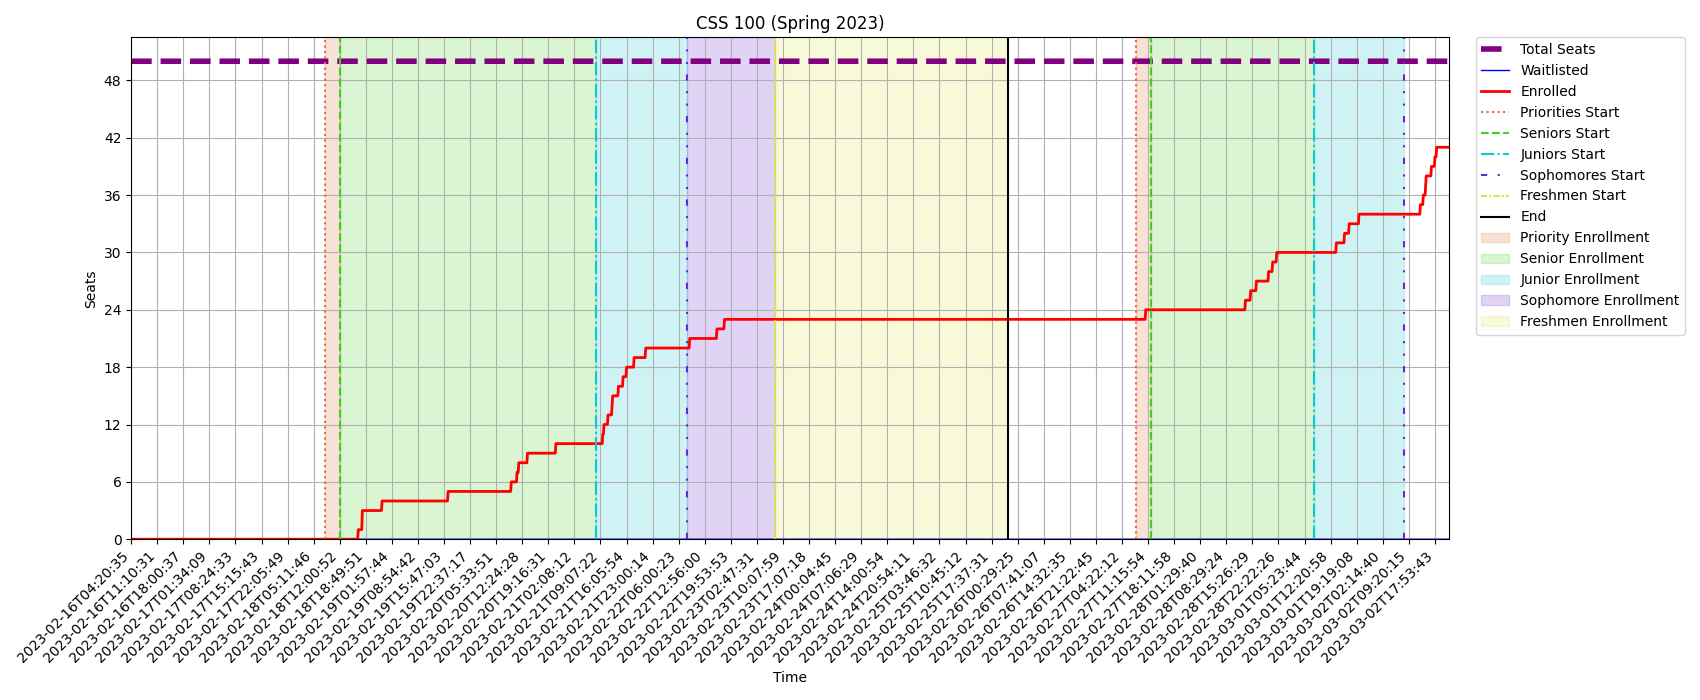 CSS 100 (Spring 2023)
Seats
48
42
36
30
24
18
12
6
0
2023-02-16T04:20:35
2023-02-16T11:10:31
2023-02-16T18:00:37
2023-02-17T01:34:09
2023-02-17T08:24:33
2023-02-17T15:15:43
2023-02-17T22:05:49
2023-02-18T05:11:46
2023-02-18T12:00:52
2023-02-18T18:49:51
2023-02-19T01:57:44
2023-02-19T08:54:42
2023-02-19T15:47:03
2023-02-19T22:37:17
2023-02-20T05:33:51
2023-02-20T12:24:28
2023-02-20T19:16:31
2023-02-21T02:08:12
2023-02-21T09:07:22
2023-02-21T16:05:54
2023-02-21T23:00:14
2023-02-22T06:00:23
2023-02-22T12:56:00
2023-02-22T19:53:53
2023-02-23T02:47:31
2023-02-23T10:07:59
2023-02-23T17:07:18
2023-02-24T00:04:45
2023-02-24T07:06:29
2023-02-24T14:00:54
2023-02-24T20:54:11
2023-02-25T03:46:32
2023-02-25T10:45:12
2023-02-25T17:37:31
2023-02-26T00:29:25
2023-02-26T07:41:07
2023-02-26T14:32:35
2023-02-26T21:22:45
2023-02-27T04:22:12
2023-02-27T11:15:54
2023-02-27T18:11:58
2023-02-28T01:29:40
2023-02-28T08:29:24
2023-02-28T15:26:29
2023-02-28T22:22:26
2023-03-01T05:23:44
2023-03-01T12:20:58
2023-03-01T19:19:08
2023-03-02T02:14:40
2023-03-02T09:20:15
2023-03-02T17:53:43
Time
Total Seats
Waitlisted
Enrolled
Priorities Start
Seniors Start
Juniors Start
Sophomores Start
Freshmen Start
End
Priority Enrollment
Senior Enrollment
Junior Enrollment
Sophomore Enrollment
Freshmen Enrollment